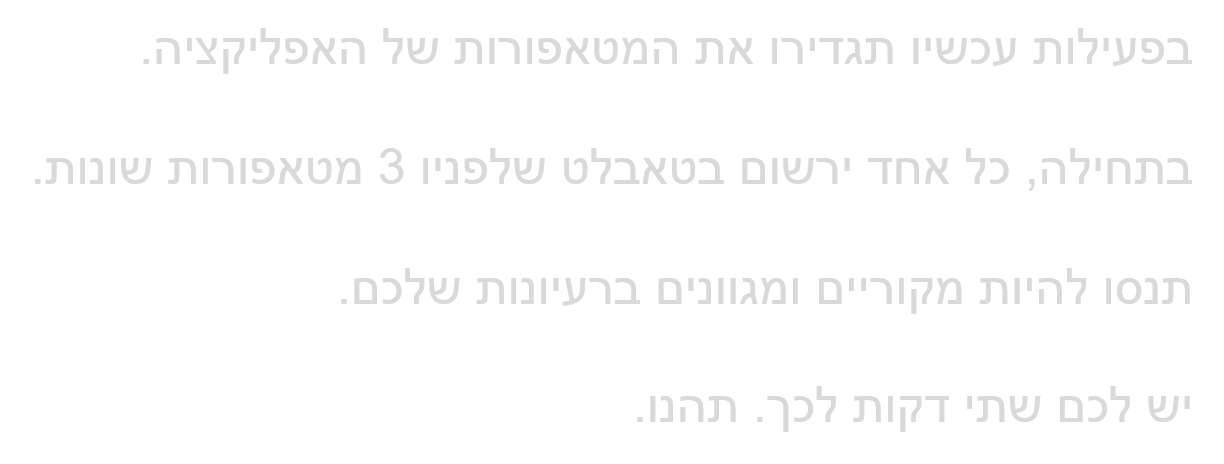 בפעילות עכשיו תגדירו את המטאפורות של האפליקציה.
בתחילה, כל אחד ירשום בטאבלט שלפניו 3 מטאפורות שונות.
תנסו להיות מקוריים ומגוונים ברעיונות שלכם.
יש לכם שתי דקות לכך. תהנו.